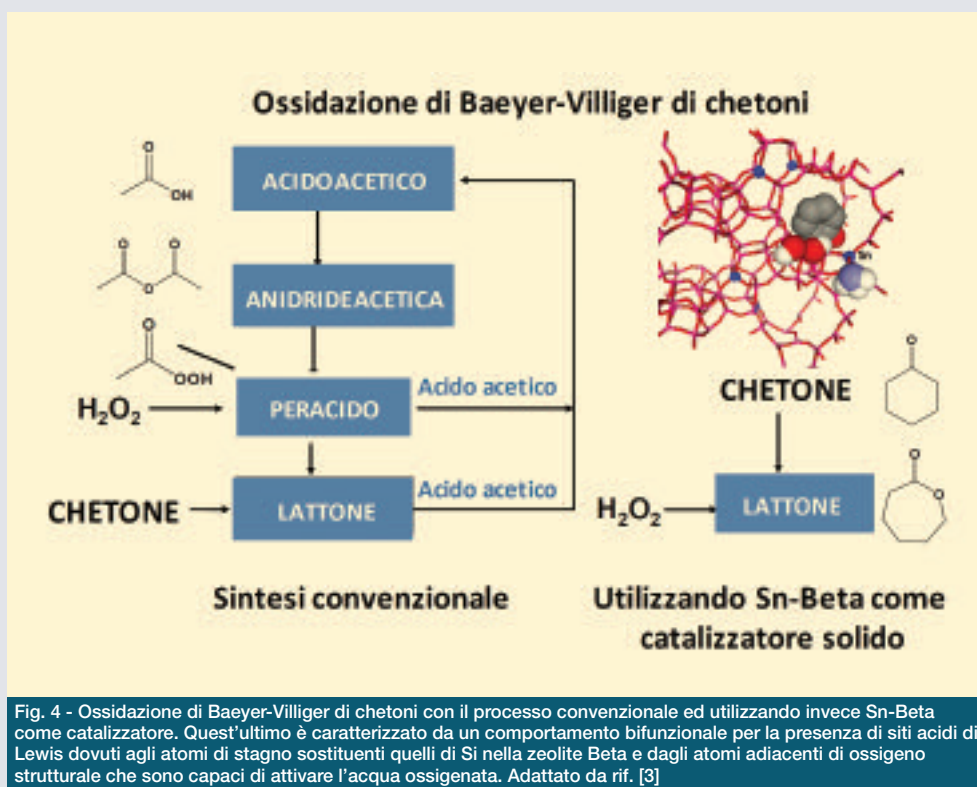 Ossidazione di Baeyer-Villiger di chetoni
O
OH
ACIDO ACETICO
O
O
O
ANIDRIDE ACETICA
O
OOH
H₂O₂
PERACIDO
Acido acetico
CHETONE
LATTONE
Acido acetico
Sintesi convenzionale
Sn
CHETONE
O
H₂O₂
LATTONE
O
O
Utilizzando Sn-Beta come
catalizzatore solido
Fig. 4 - Ossidazione di Baeyer-Villiger di chetoni con il processo convenzionale ed utilizzando invece Sn-Beta
come catalizzatore. Quest'ultimo è caratterizzato da un comportamento bifunzionale per la presenza di siti acidi di
Lewis dovuti agli atomi di stagno sostituenti quelli di Si nella zeolite Beta e dagli atomi adiacenti di ossigeno
strutturale che sono capaci di attivare l'acqua ossigenata. Adattato da rif. [3]